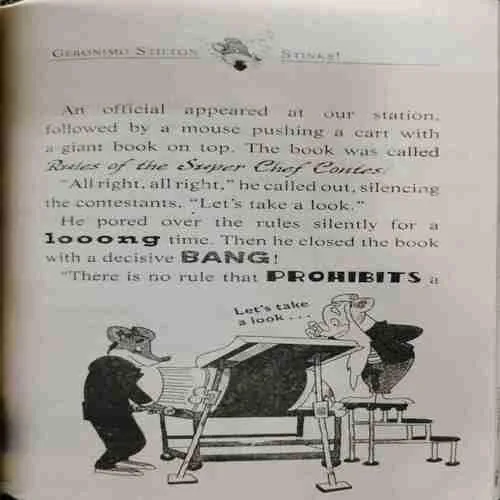 GERONIMO STILTON STINKS!
An official appeared at our station,
followed by a mouse pushing a cart with
a giant book on top. The book was called
Rules of the Super Chef Contes
"All right, all right," he called out, silencing
the contestants. "Let's take a look."
He pored over the rules silently for a
looong time. Then he closed the book
with a decisive BANG!
"There is no rule that PROHIBITS a
Let's take
a look . . .